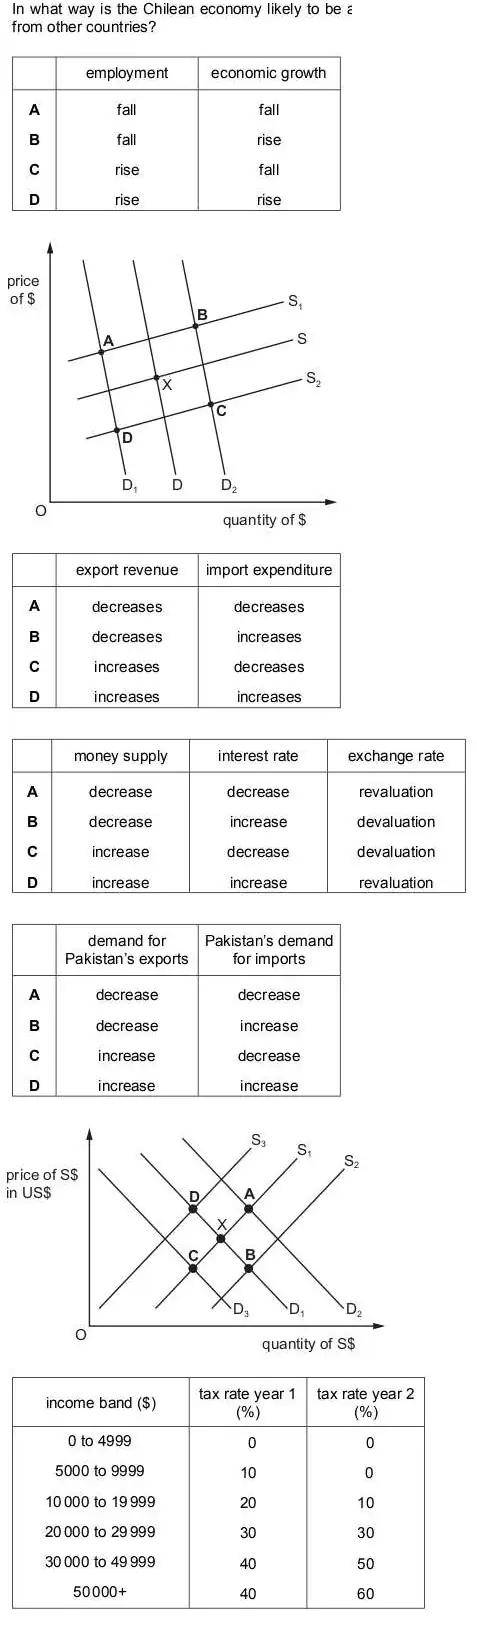 In what way is the Chilean economy likely to be
from other countries?
employment economic growth
A fall fall
B fall rise
C rise fall
D rise rise
price
of $
S₁
B
A
S
X
S₂
C
D
D₁ D D₂
O
quantity of $
export revenue import expenditure
A decreases decreases
B decreases increases
C increases decreases
D increases increases
money supply interest rate exchange rate
A decrease decrease revaluation
B decrease increase devaluation
C increase decrease devaluation
D increase increase revaluation
demand for Pakistan's demand
Pakistan's exports for imports
A decrease decrease
B decrease increase
C increase decrease
D increase increase
S₃
S₁
S₂
price of S$
in US$
D A
X
C B
D₃ D₁ D₂
O
quantity of S$
income band ($) tax rate year 1 tax rate year 2
(%) (%)
0 to 4999 0 0
5000 to 9999 10 0
10 000 to 19 999 20 10
20 000 to 29 999 30 30
30 000 to 49 999 40 50
50 000+ 40 60